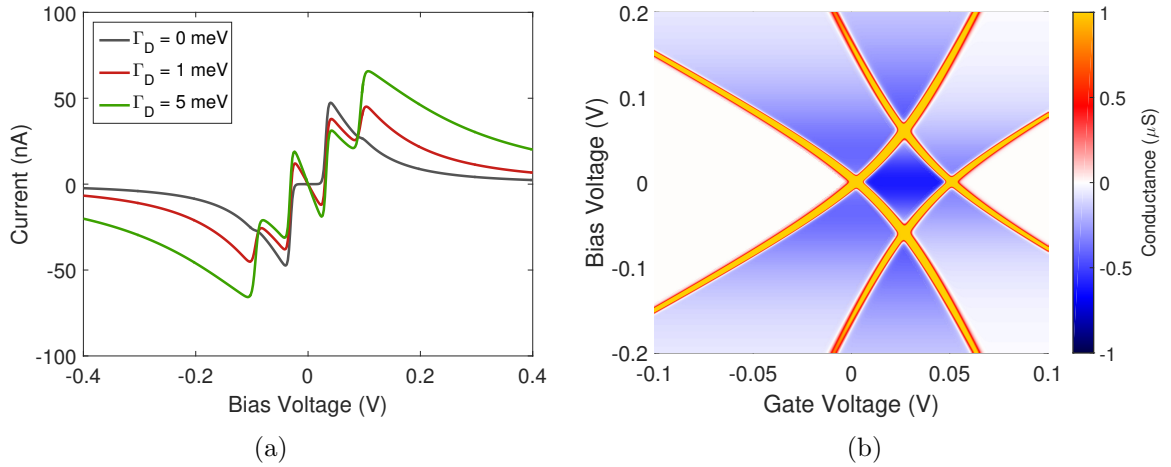 100
50
0
-50
-100
Current (nA)
Γ_D = 0 meV
Γ_D = 1 meV
Γ_D = 5 meV
-0.4
-0.2
0
0.2
0.4
Bias Voltage (V)
(a)
0.2
0.1
0
-0.1
-0.2
Bias Voltage (V)
-0.1
-0.05
0
0.05
0.1
Gate Voltage (V)
1
0.5
0
-0.5
-1
Conductance (μS)
(b)